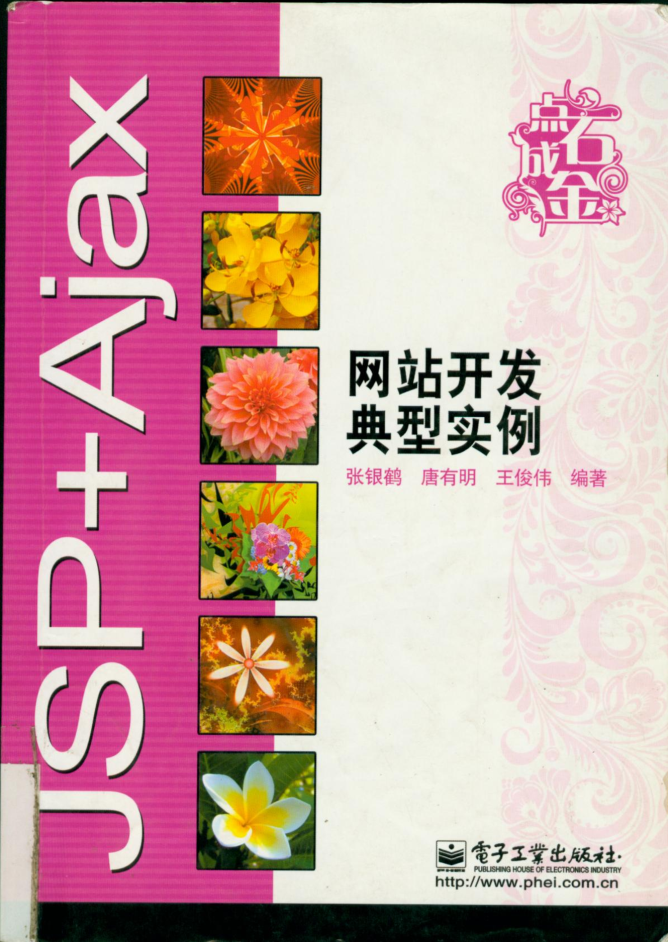 JSP+Ajax
点石成金
网站开发
典型实例
张银鹤 唐有明 王俊伟 编著
電子工業出版社·
PUBLISHING HOUSE OF ELECTRONICS INDUSTRY
http://www.phei.com.cn